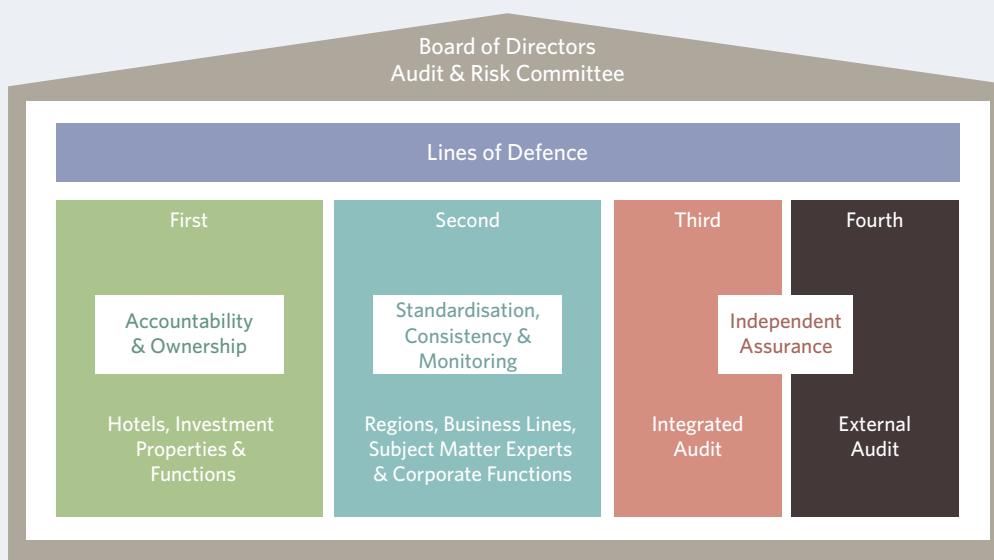 Board of Directors
Audit & Risk Committee
Lines of Defence
First
Accountability
& Ownership
Hotels, Investment
Properties &
Functions
Second
Standardisation,
Consistency &
Monitoring
Regions, Business Lines,
Subject Matter Experts
& Corporate Functions
Third
Fourth
Independent
Assurance
Integrated
Audit
External
Audit